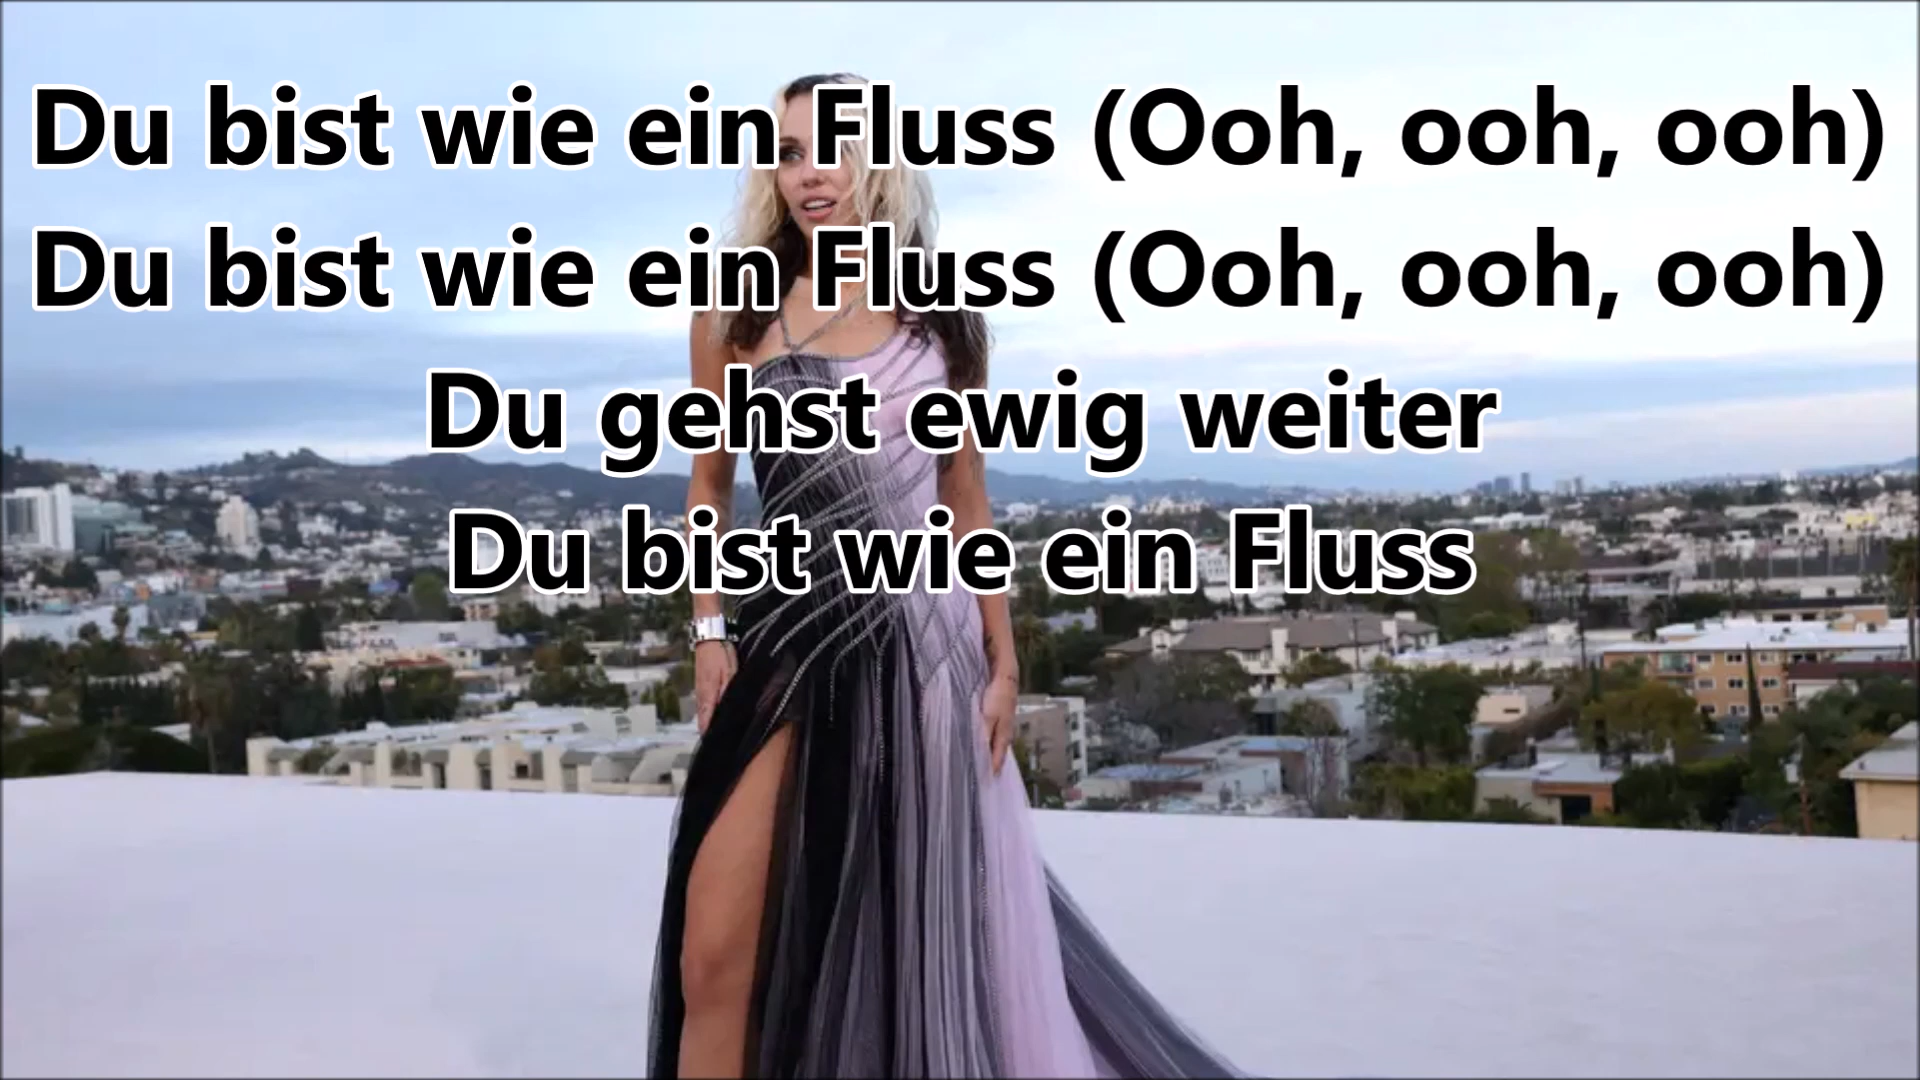 Du bist wie ein Fluss (Ooh, ooh, ooh)
Du bist wie ein Fluss (Ooh, ooh, ooh)
Du gehst ewig weiter
Du bist wie ein Fluss